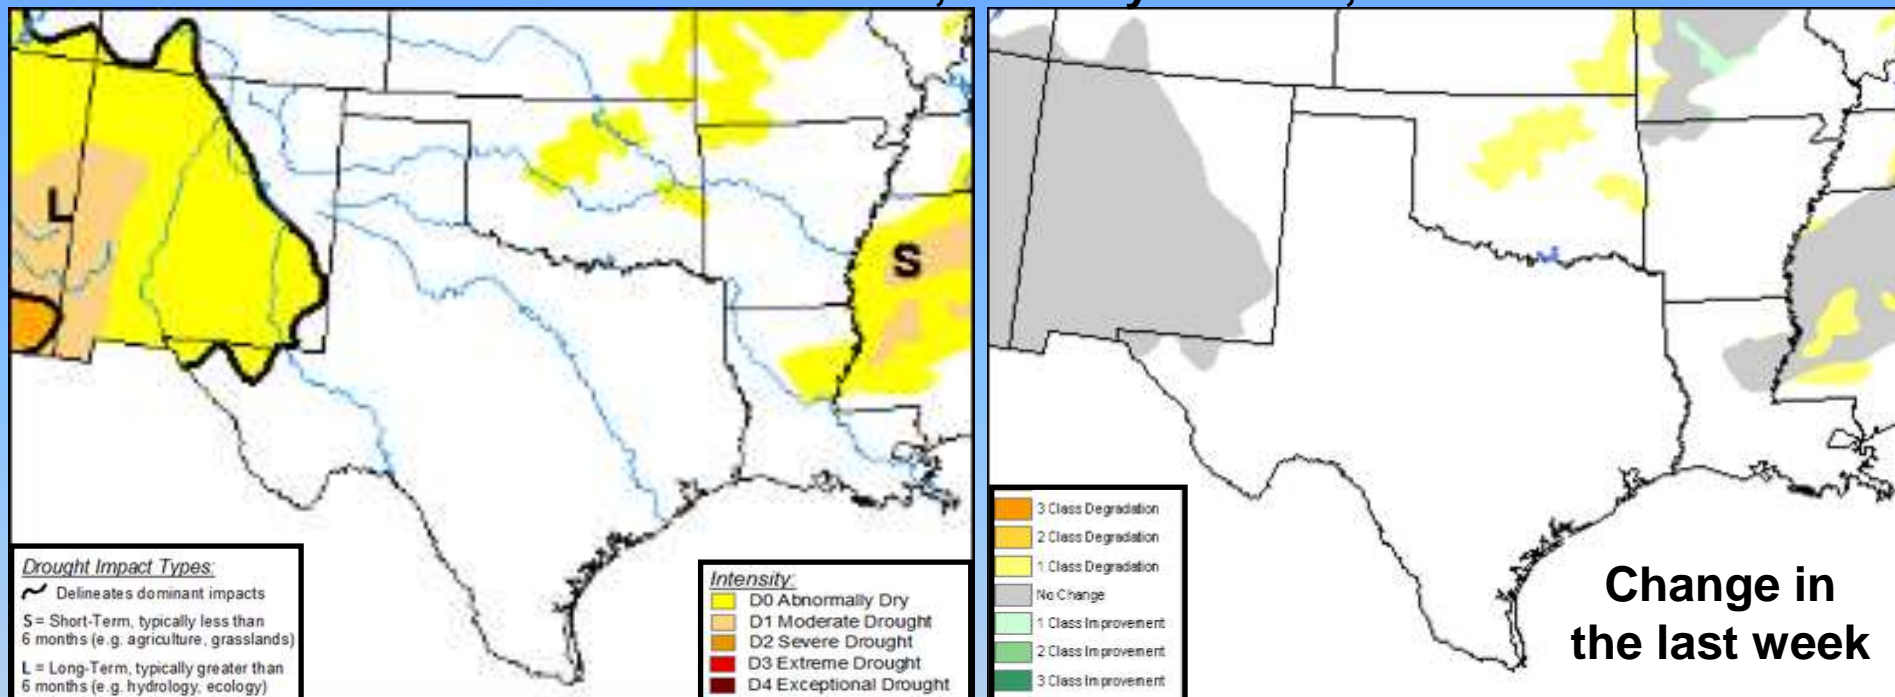 L
S
Drought Impact Types:
Delineates dominant impacts
S = Short-Term, typically less than
6 months (e.g. agriculture, grasslands)
L = Long-Term, typically greater than
6 months (e.g. hydrology, ecology)
Intensity:
D0 Abnormally Dry
D1 Moderate Drought
D2 Severe Drought
D3 Extreme Drought
D4 Exceptional Drought
3 Class Degradation
2 Class Degradation
1 Class Degradation
No Change
1 Class Improvement
2 Class Improvement
3 Class Improvement
Change in
the last week